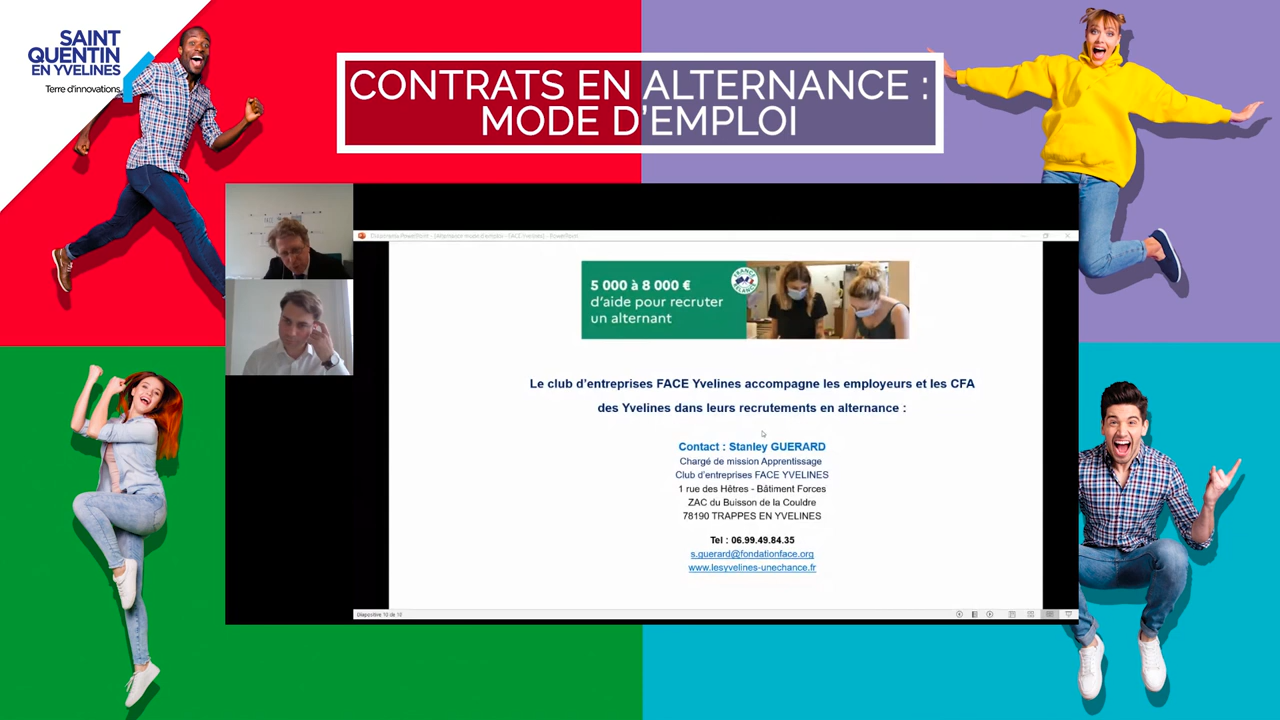 SAINT
QUENTIN
EN YVELINES
Terre d'innovations
CONTRATS EN ALTERNANCE :
MODE D'EMPLOI
5 000 à 8 000 €
d'aide pour recruter
un alternant
Le club d'entreprises FACE Yvelines accompagne les employeurs et les CFA
des Yvelines dans leurs recrutements en alternance :
Contact : Stanley GUERARD
Chargé de mission Apprentissage
Club d'entreprises FACE YVELINES
1 rue des Hêtres - Bâtiment Forces
ZAC du Buisson de la Couldre
78190 TRAPPES EN YVELINES
Tel : 06.99.49.84.35
s.guerard@fondationface.org
www.lesyvelines-unechance.fr
Diapositive 10 de 10